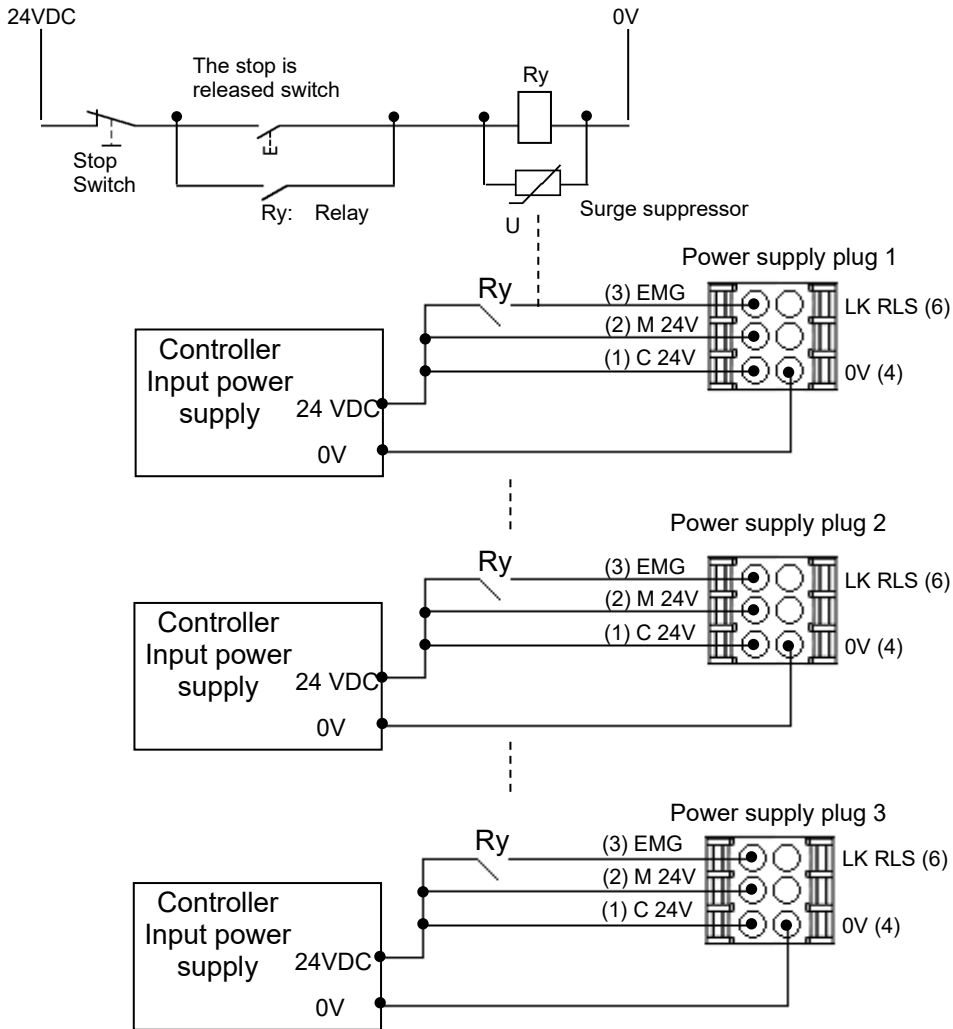 24VDC
0V
The stop is
released switch
Ry
Stop
Switch
Ry: Relay
U
Surge suppressor
Power supply plug 1
Ry
(3) EMG
LK RLS (6)
(2) M 24V
(1) C 24V
0V (4)
Controller
Input power
supply
24 VDC
0V
Power supply plug 2
Ry
(3) EMG
LK RLS (6)
(2) M 24V
(1) C 24V
0V (4)
Controller
Input power
supply
24 VDC
0V
Power supply plug 3
Ry
(3) EMG
LK RLS (6)
(2) M 24V
(1) C 24V
0V (4)
Controller
Input power
supply
24VDC
0V